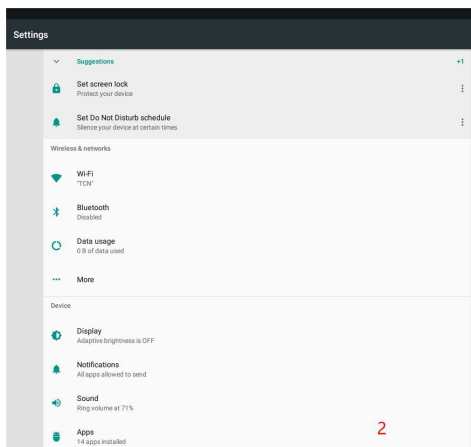 Settings
Suggestions +1
Set screen lock
Protect your device
Set Do Not Disturb schedule
Silence your device at certain times
Wireless & networks
Wi-Fi
"TCN"
Bluetooth
Disabled
Data usage
0 B of data used
More
Device
Display
Adaptive brightness is OFF
Notifications
All apps allowed to send
Sound
Ring volume at 71%
2
Apps
14 apps installed